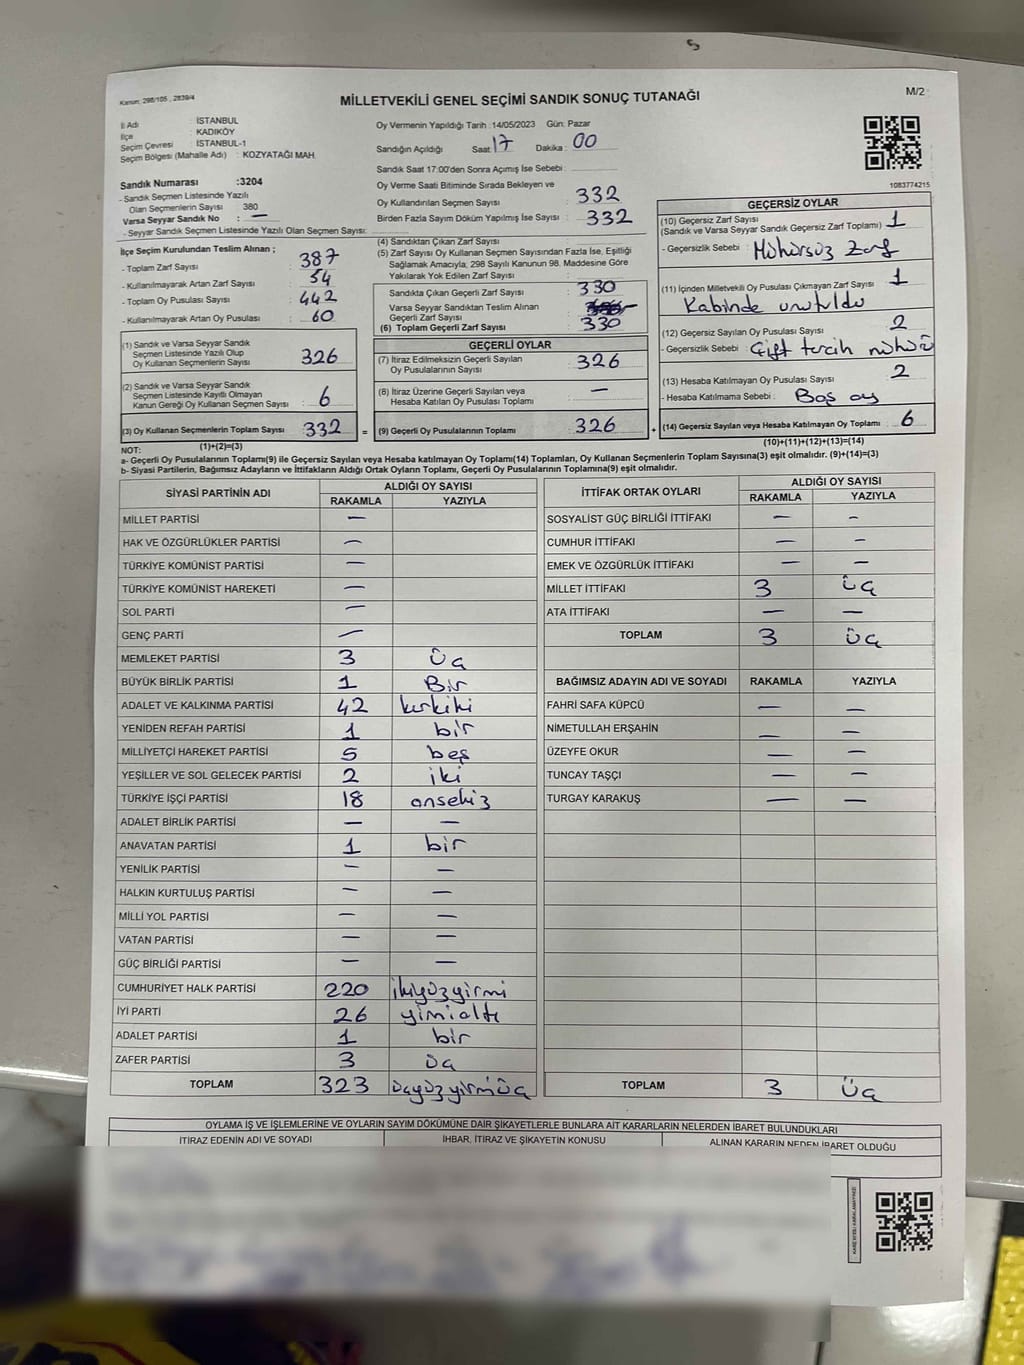 Kanun: 298/105 , 2839/4
MİLLETVEKİLİ GENEL SEÇİMİ SANDIK SONUÇ TUTANAĞI
M/2
İl Adı : İSTANBUL
İlçe : KADIKÖY
Seçim Çevresi : İSTANBUL-1
Seçim Bölgesi (Mahalle Adı) : KOZYATAĞI MAH.
Oy Vermenin Yapıldığı Tarih : 14/05/2023 Gün: Pazar
Sandığın Açıldığı Saat : 17 Dakika : 00
Sandık Saat 17:00'den Sonra Açımış İse Sebebi :
1083774215
Sandık Numarası :3204
- Sandık Seçmen Listesinde Yazılı
Olan Seçmenlerin Sayısı 380
Varsa Seyyar Sandık No : —
- Seyyar Sandık Seçmen Listesinde Yazılı Olan Seçmen Sayısı:
Oy Verme Saati Bitiminde Sırada Bekleyen ve
Oy Kullandırılan Seçmen Sayısı : 332
Birden Fazla Sayım Döküm Yapılmış İse Sayısı : 332
İlçe Seçim Kurulundan Teslim Alınan ;
- Toplam Zarf Sayısı : 387
- Kullanılmayarak Artan Zarf Sayısı : 54
- Toplam Oy Pusulası Sayısı : 442
- Kullanılmayarak Artan Oy Pusulası : 60
(4) Sandıktan Çıkan Zarf Sayısı :
(5) Zarf Sayısı Oy Kullanan Seçmen Sayısından Fazla İse, Eşitliği
Sağlamak Amacıyla, 298 Sayılı Kanunun 98. Maddesine Göre
Yakılarak Yok Edilen Zarf Sayısı :
Sandıkta Çıkan Geçerli Zarf Sayısı : 330
Varsa Seyyar Sandıktan Teslim Alınan
Geçerli Zarf Sayısı :
(6) Toplam Geçerli Zarf Sayısı : 330
GEÇERSİZ OYLAR
(10) Geçersiz Zarf Sayısı
(Sandık ve Varsa Seyyar Sandık Geçersiz Zarf Toplamı) : 1
- Geçersizlik Sebebi : Mühürsüz Zarf
(11) İçinden Milletvekili Oy Pusulası Çıkmayan Zarf Sayısı : 1
Kabinde unutuldu
(12) Geçersiz Sayılan Oy Pusulası Sayısı : 2
- Geçersizlik Sebebi : Çift tercih mührü
(13) Hesaba Katılmayan Oy Pusulası Sayısı : 2
- Hesaba Katılmama Sebebi : Boş oy
(1) Sandık ve Varsa Seyyar Sandık
Seçmen Listesinde Yazılı Olup
Oy Kullanan Seçmenlerin Sayısı : 326
(2) Sandık ve Varsa Seyyar Sandık
Seçmen Listesinde Kayıtlı Olmayan
Kanun Gereği Oy Kullanan Seçmen Sayısı : 6
GEÇERLİ OYLAR
(7) İtiraz Edilmeksizin Geçerli Sayılan
Oy Pusulalarının Sayısı : 326
(8) İtiraz Üzerine Geçerli Sayılan veya
Hesaba Katılan Oy Pusulası Toplamı : —
(3) Oy Kullanan Seçmenlerin Toplam Sayısı : 332 = (9) Geçerli Oy Pusulalarının Toplamı : 326 + (14) Geçersiz Sayılan veya Hesaba Katılmayan Oy Toplamı : 6
NOT: (1)+(2)=(3) (10)+(11)+(12)+(13)=(14)
a- Geçerli Oy Pusulalarının Toplamı(9) ile Geçersiz Sayılan veya Hesaba katılmayan Oy Toplamı(14) Toplamları, Oy Kullanan Seçmenlerin Toplam Sayısına(3) eşit olmalıdır. (9)+(14)=(3)
b- Siyasi Partilerin, Bağımsız Adayların ve İttifakların Aldığı Ortak Oyların Toplamı, Geçerli Oy Pusulalarının Toplamına(9) eşit olmalıdır.
SİYASİ PARTİNİN ADI ALDIĞI OY SAYISI
RAKAMLA YAZIYLA
MİLLET PARTİSİ —
HAK VE ÖZGÜRLÜKLER PARTİSİ —
TÜRKİYE KOMÜNİST PARTİSİ —
TÜRKİYE KOMÜNİST HAREKETİ —
SOL PARTİ —
GENÇ PARTİ —
MEMLEKET PARTİSİ 3 üç
BÜYÜK BİRLİK PARTİSİ 1 Bir
ADALET VE KALKINMA PARTİSİ 42 kırkiki
YENİDEN REFAH PARTİSİ 1 bir
MİLLİYETÇİ HAREKET PARTİSİ 5 beş
YEŞİLLER VE SOL GELECEK PARTİSİ 2 iki
TÜRKİYE İŞÇİ PARTİSİ 18 onsekiz
ADALET BİRLİK PARTİSİ — —
ANAVATAN PARTİSİ 1 bir
YENİLİK PARTİSİ — —
HALKIN KURTULUŞ PARTİSİ — —
MİLLİ YOL PARTİSİ — —
VATAN PARTİSİ — —
GÜÇ BİRLİĞİ PARTİSİ — —
CUMHURİYET HALK PARTİSİ 220 ikiyüzyirmi
İYİ PARTİ 26 yimialtı
ADALET PARTİSİ 1 bir
ZAFER PARTİSİ 3 üç
TOPLAM 323 üçyüzyirmiüç
İTTİFAK ORTAK OYLARI ALDIĞI OY SAYISI
RAKAMLA YAZIYLA
SOSYALİST GÜÇ BİRLİĞİ İTTİFAKI — —
CUMHUR İTTİFAKI — —
EMEK VE ÖZGÜRLÜK İTTİFAKI — —
MİLLET İTTİFAKI 3 üç
ATA İTTİFAKI — —
TOPLAM 3 üç
BAĞIMSIZ ADAYIN ADI VE SOYADI RAKAMLA YAZIYLA
FAHRİ SAFA KÜPCÜ — —
NİMETULLAH ERŞAHİN — —
ÜZEYFE OKUR — —
TUNCAY TAŞÇI — —
TURGAY KARAKUŞ — —
TOPLAM 3 üç
OYLAMA İŞ VE İŞLEMLERİNE VE OYLARIN SAYIM DÖKÜMÜNE DAİR ŞİKAYETLERLE BUNLARA AİT KARARLARIN NELERDEN İBARET BULUNDUKLARI
İTİRAZ EDENİN ADI VE SOYADI İHBAR, İTİRAZ VE ŞİKAYETİN KONUSU ALINAN KARARIN NEDEN İBARET OLDUĞU